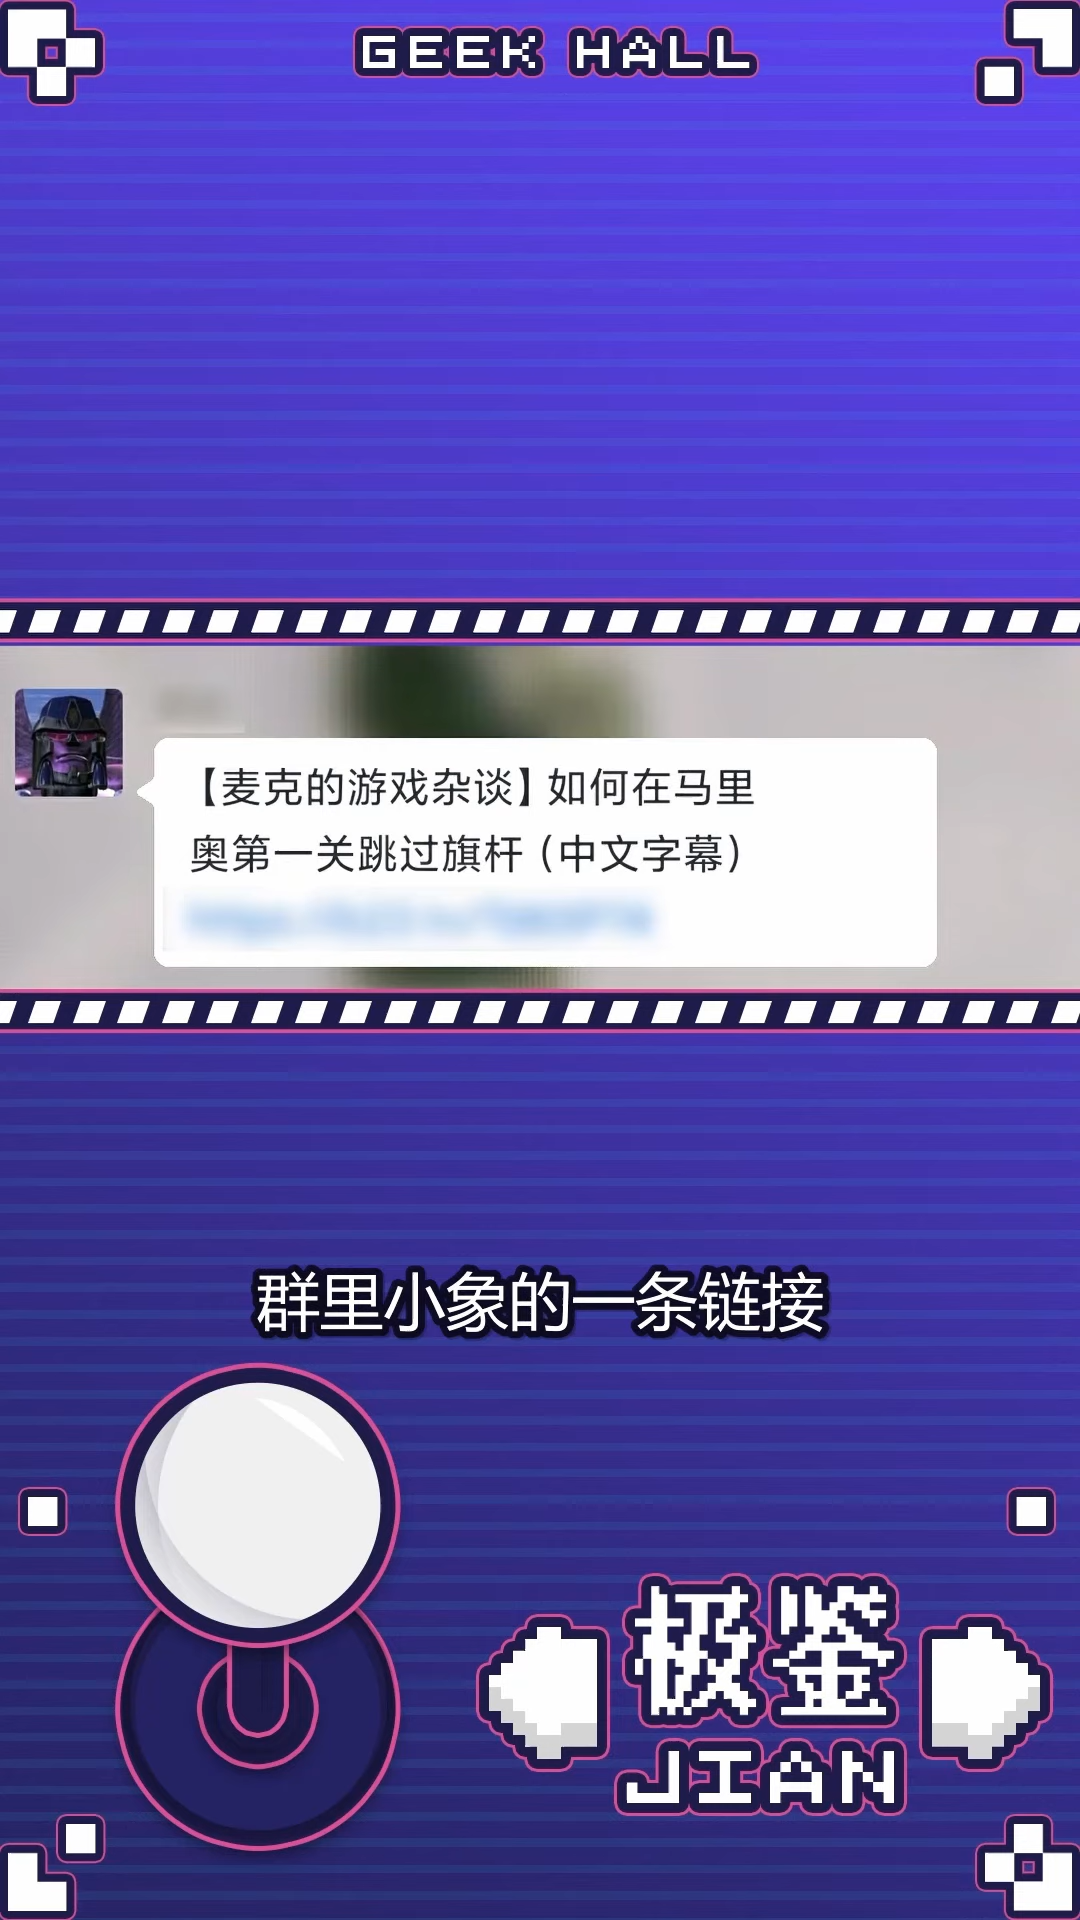 GEEK HALL
【麦克的游戏杂谈】如何在马里
奥第一关跳过旗杆（中文字幕）
群里小象的一条链接
极鉴
JIAN